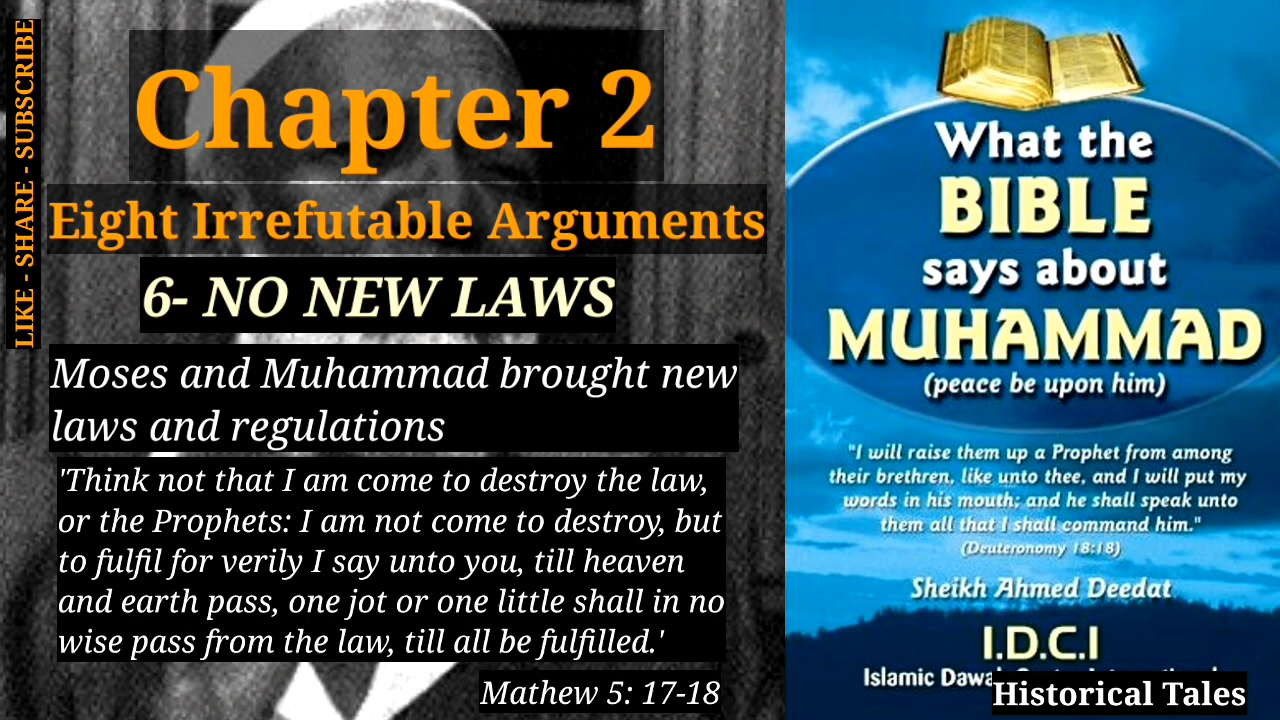 LIKE - SHARE - SUBSCRIBE
Chapter 2
Eight Irrefutable Arguments
6- NO NEW LAWS
Moses and Muhammad brought new
laws and regulations
'Think not that I am come to destroy the law,
or the Prophets: I am not come to destroy, but
to fulfil for verily I say unto you, till heaven
and earth pass, one jot or one little shall in no
wise pass from the law, till all be fulfilled.'
Mathew 5: 17-18
What the
BIBLE
says about
MUHAMMAD
(peace be upon him)
"I will raise them up a Prophet from among
their brethren, like unto thee, and I will put my
words in his mouth; and he shall speak unto
them all that I shall command him."
(Deuteronomy 18:18)
Sheikh Ahmed Deedat
I.D.C.I
Islamic
Historical Tales